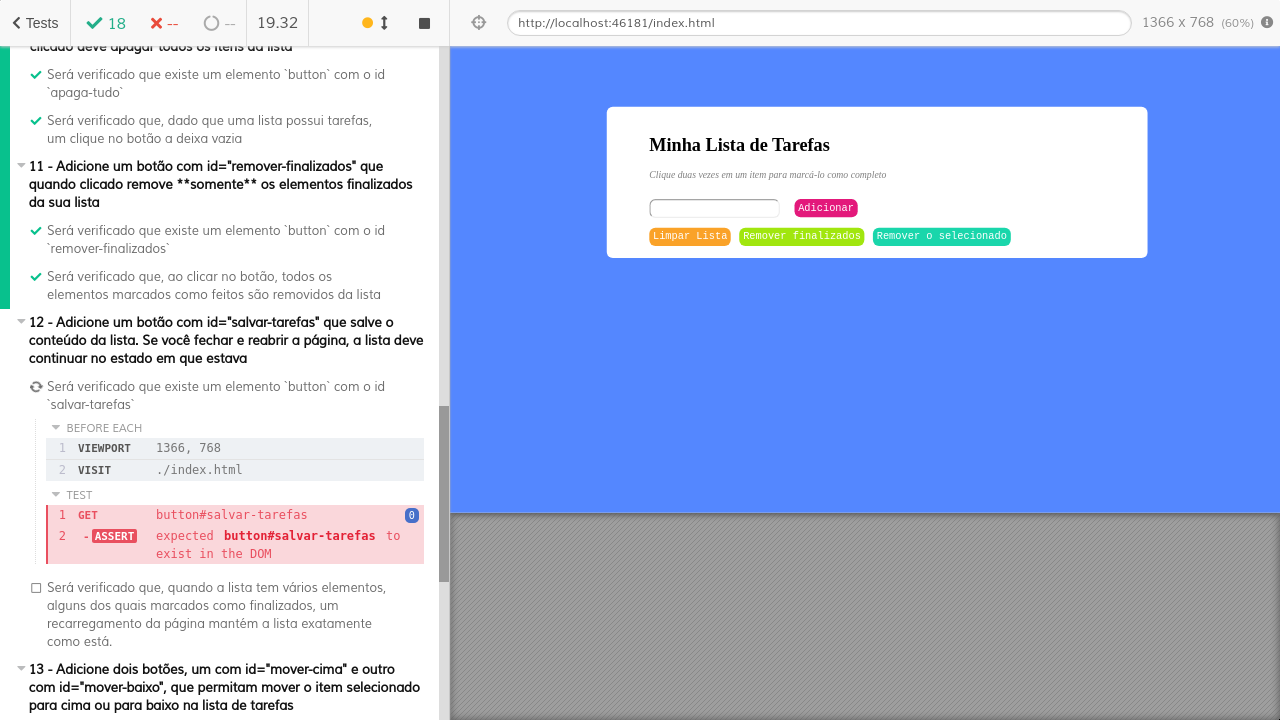 Tests
18
--
--
19.32
http://localhost:46181/index.html
1366 x 768 (60%)
clicado deve apagar todos os itens da lista
Será verificado que existe um elemento `button` com o id
`apaga-tudo`
Será verificado que, dado que uma lista possui tarefas,
um clique no botão a deixa vazia
11 - Adicione um botão com id="remover-finalizados" que
quando clicado remove **somente** os elementos finalizados
da sua lista
Será verificado que existe um elemento `button` com o id
`remover-finalizados`
Será verificado que, ao clicar no botão, todos os
elementos marcados como feitos são removidos da lista
12 - Adicione um botão com id="salvar-tarefas" que salve o
conteúdo da lista. Se você fechar e reabrir a página, a lista deve
continuar no estado em que estava
Será verificado que existe um elemento `button` com o id
`salvar-tarefas`
BEFORE EACH
1 VIEWPORT 1366, 768
2 VISIT ./index.html
TEST
1 GET button#salvar-tarefas 0
2 -ASSERT expected button#salvar-tarefas to
exist in the DOM
Será verificado que, quando a lista tem vários elementos,
alguns dos quais marcados como finalizados, um
recarregamento da página mantém a lista exatamente
como está.
13 - Adicione dois botões, um com id="mover-cima" e outro
com id="mover-baixo", que permitam mover o item selecionado
para cima ou para baixo na lista de tarefas
Minha Lista de Tarefas
Clique duas vezes em um item para marcá-lo como completo
Adicionar
Limpar Lista Remover finalizados Remover o selecionado